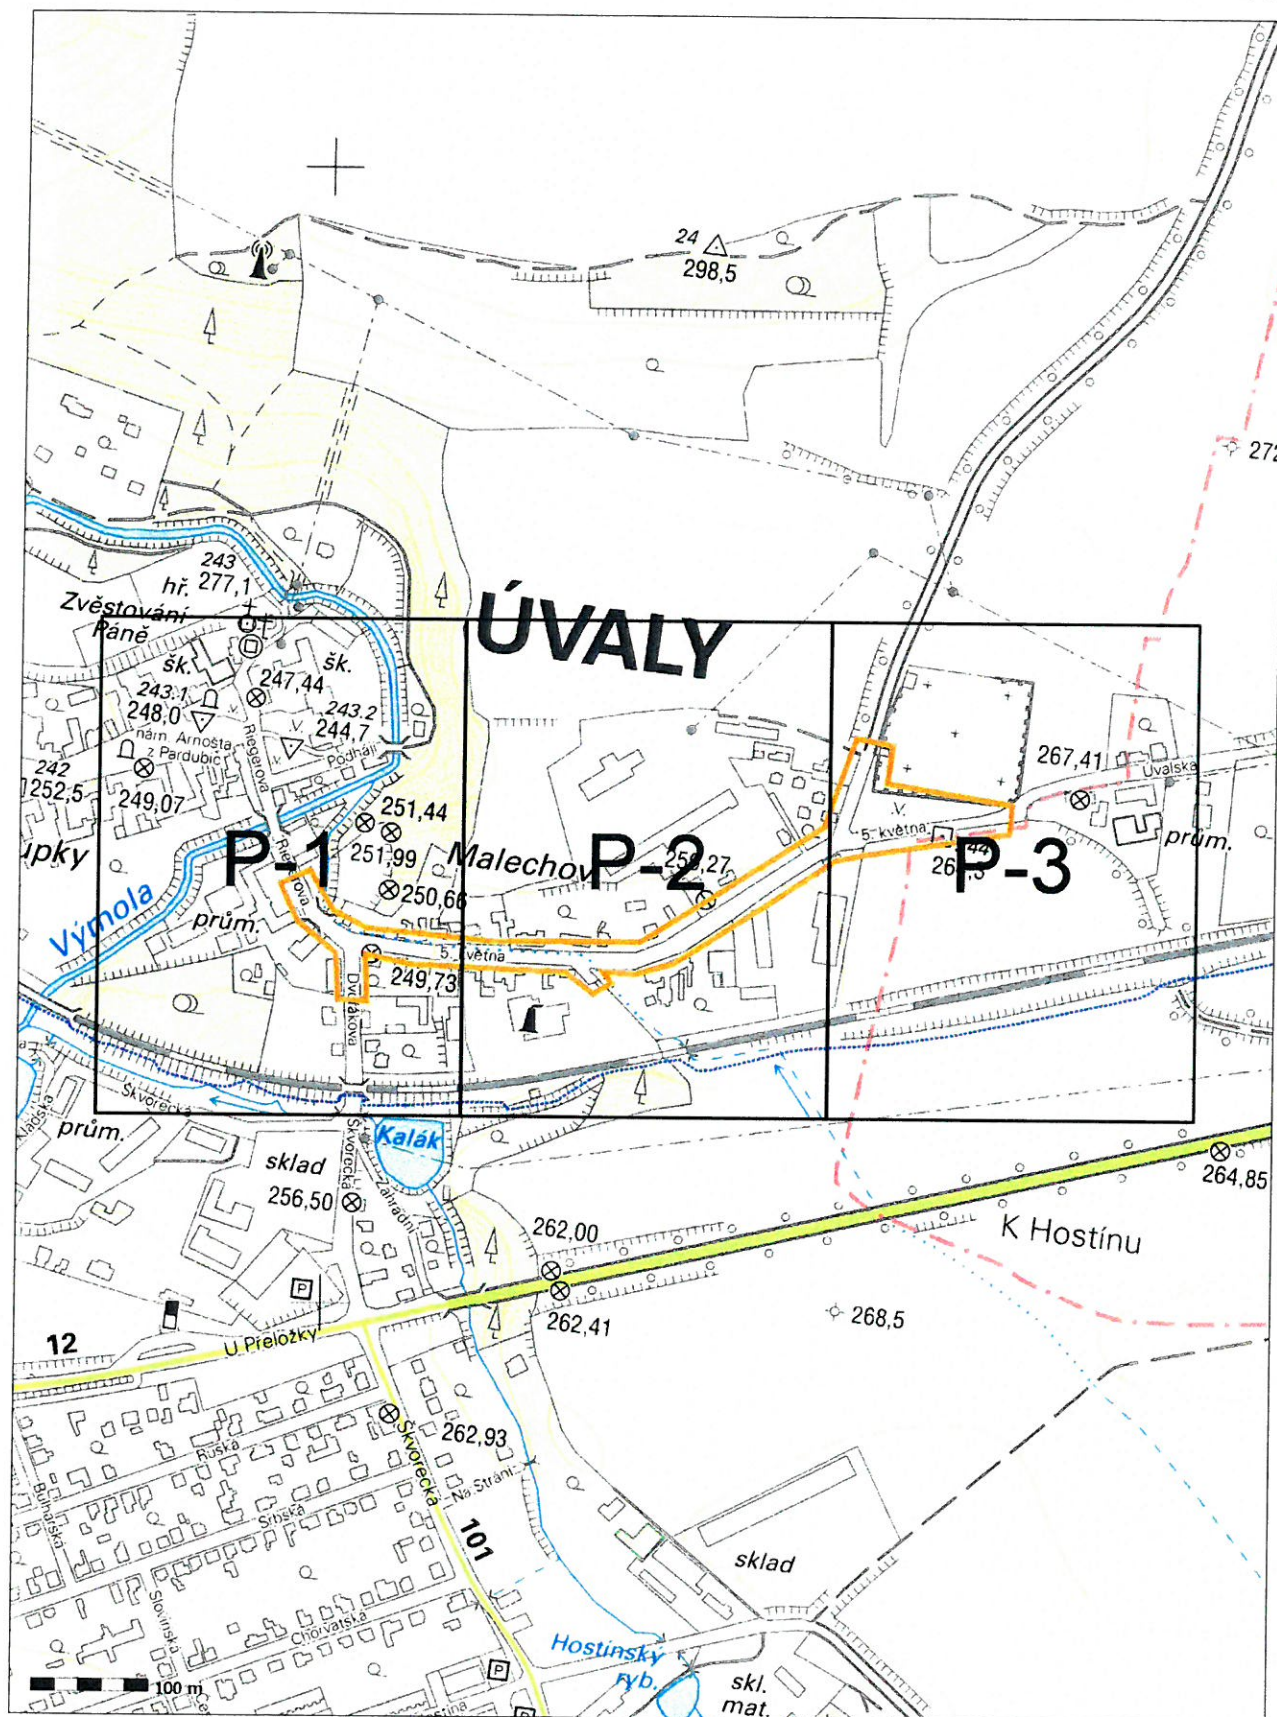 24
298,5
272
243
hř. 277,1
Zvěstování
Páně
ÚVALY
šk.
šk.
247,44
243.1
248,0
243.2
244,7
nám. Arnošta
z Pardubic
Riegerova
Podhájí
242
252,5
249,07
267,41
Úvalská
251,44
251,99
250,66
P-1
Riegerova
Malechov
P-2
259,27
5. května
P-3
prům.
Výmola
prům.
5. května
249,73
Dvořákova
Škvorecká
Kladská
prům.
Kalák
sklad
256,50
Škvorecká
Zahradní
264,85
262,00
K Hostínu
262,41
268,5
12
U Přeložky
P
262,93
Ruská
Škvorecká
Na Stráni
Bulharská
Srbská
101
sklad
Slovinská
Chorvatská
Hostínský
ryb.
P
skl.
mat.
100 m
P